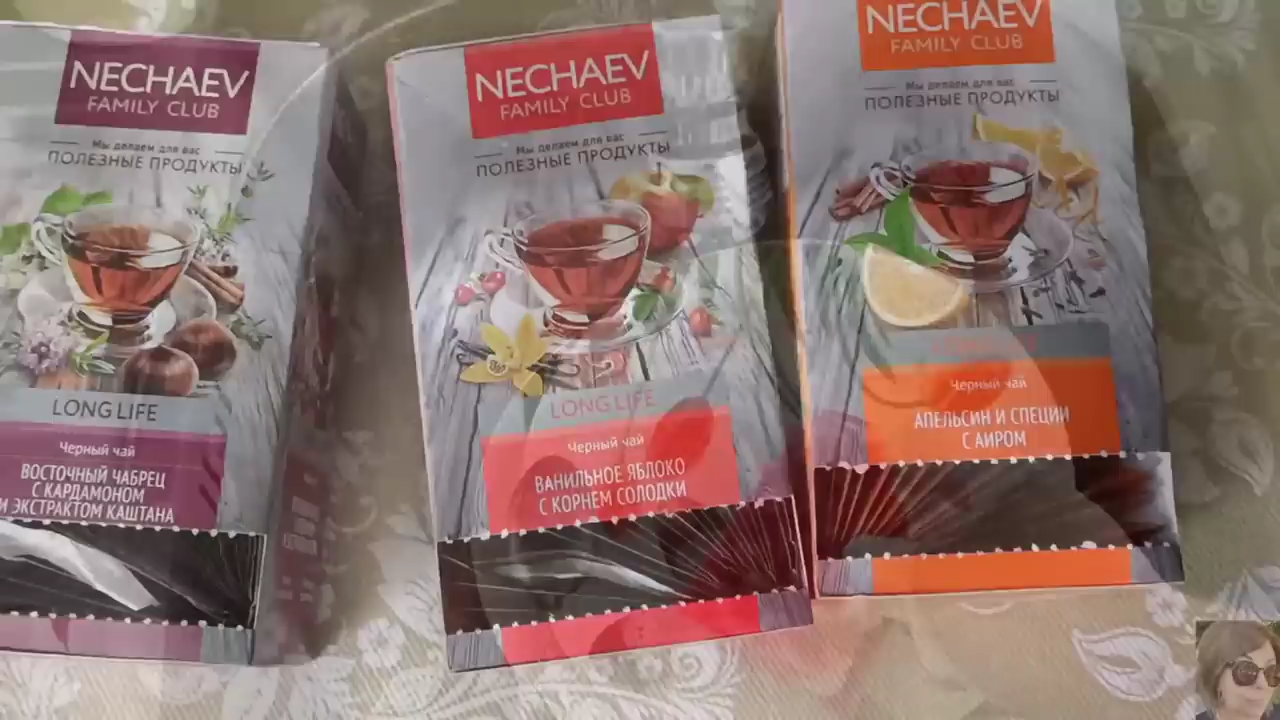 NECHAEV
FAMILY CLUB
Мы делаем для вас
ПОЛЕЗНЫЕ ПРОДУКТЫ
LONG LIFE
Черный чай
ВОСТОЧНЫЙ ЧАБРЕЦ
С КАРДАМОНОМ
И ЭКСТРАКТОМ КАШТАНА
NECHAEV
FAMILY CLUB
Мы делаем для вас
ПОЛЕЗНЫЕ ПРОДУКТЫ
LONG LIFE
Черный чай
ВАНИЛЬНОЕ ЯБЛОКО
С КОРНЕМ СОЛОДКИ
NECHAEV
FAMILY CLUB
Мы делаем для вас
ПОЛЕЗНЫЕ ПРОДУКТЫ
LONG LIFE
Черный чай
АПЕЛЬСИН И СПЕЦИИ
С АИРОМ